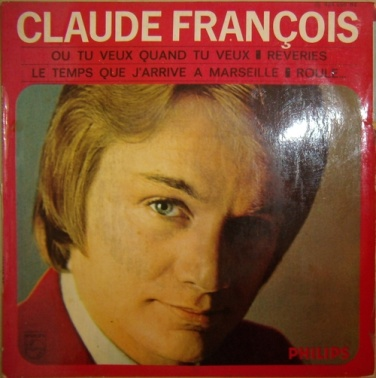 CLAUDE FRANÇOIS
OU TU VEUX QUAND TU VEUX ▮ REVERIES
LE TEMPS QUE J'ARRIVE A MARSEILLE ▮ ROULE...
PHILIPS